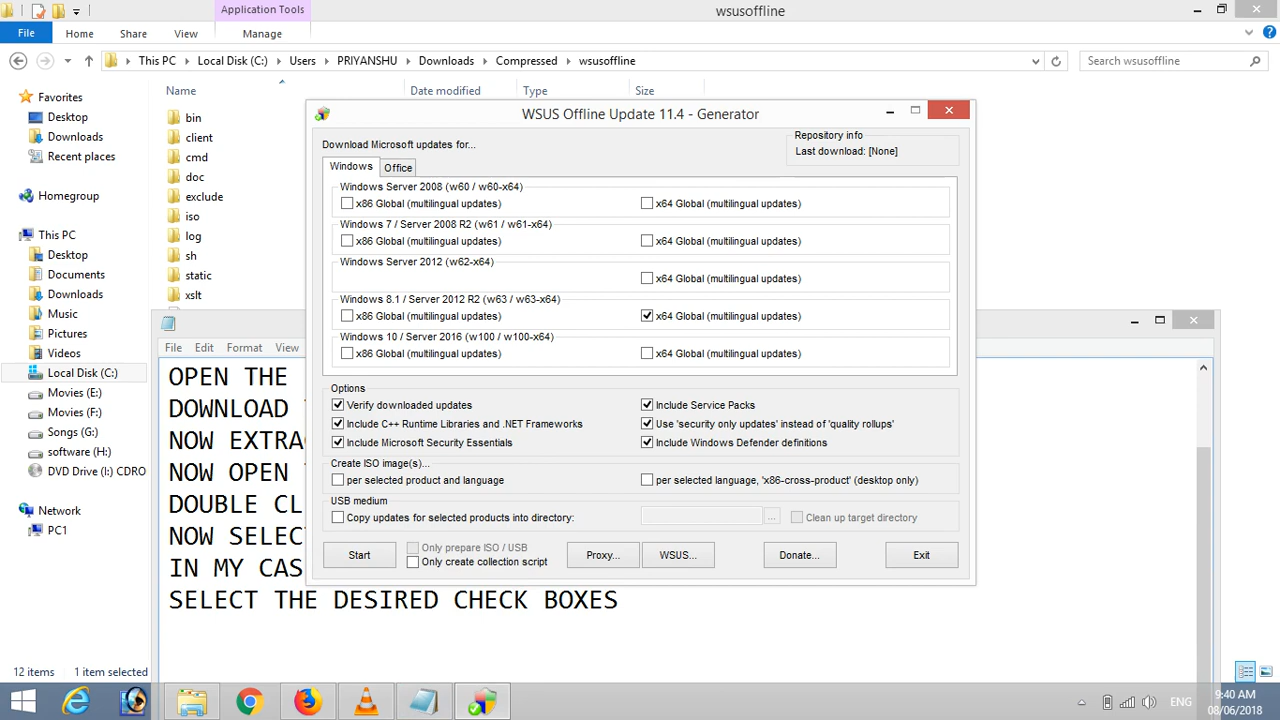 Application Tools
wsusoffline
File
Home
Share
View
Manage
This PC
Local Disk (C:)
Users
PRIYANSHU
Downloads
Compressed
wsusoffline
Search wsusoffline
Favorites
Desktop
Downloads
Recent places
Homegroup
This PC
Desktop
Documents
Downloads
Music
Pictures
Videos
Local Disk (C:)
Movies (E:)
Movies (F:)
Songs (G:)
software (H:)
DVD Drive (I:) CDRO
Network
PC1
Name
Date modified
Type
Size
bin
client
cmd
doc
exclude
iso
log
sh
static
xslt
WSUS Offline Update 11.4 - Generator
Download Microsoft updates for...
Repository info
Last download: [None]
Windows
Office
Windows Server 2008 (w60 / w60-x64)
x86 Global (multilingual updates)
x64 Global (multilingual updates)
Windows 7 / Server 2008 R2 (w61 / w61-x64)
x86 Global (multilingual updates)
x64 Global (multilingual updates)
Windows Server 2012 (w62-x64)
x64 Global (multilingual updates)
Windows 8.1 / Server 2012 R2 (w63 / w63-x64)
x86 Global (multilingual updates)
x64 Global (multilingual updates)
Windows 10 / Server 2016 (w100 / w100-x64)
x86 Global (multilingual updates)
x64 Global (multilingual updates)
Options
Verify downloaded updates
Include Service Packs
Include C++ Runtime Libraries and .NET Frameworks
Use 'security only updates' instead of 'quality rollups'
Include Microsoft Security Essentials
Include Windows Defender definitions
Create ISO image(s)...
per selected product and language
per selected language, 'x86-cross-product' (desktop only)
USB medium
Copy updates for selected products into directory:
...
Clean up target directory
Start
Only prepare ISO / USB
Only create collection script
Proxy...
WSUS...
Donate...
Exit
File
Edit
Format
View
OPEN THE
DOWNLOAD
NOW EXTRA
NOW OPEN
DOUBLE CL
NOW SELECT
IN MY CAS
SELECT THE DESIRED CHECK BOXES
12 items
1 item selected
ENG
9:40 AM
08/06/2018